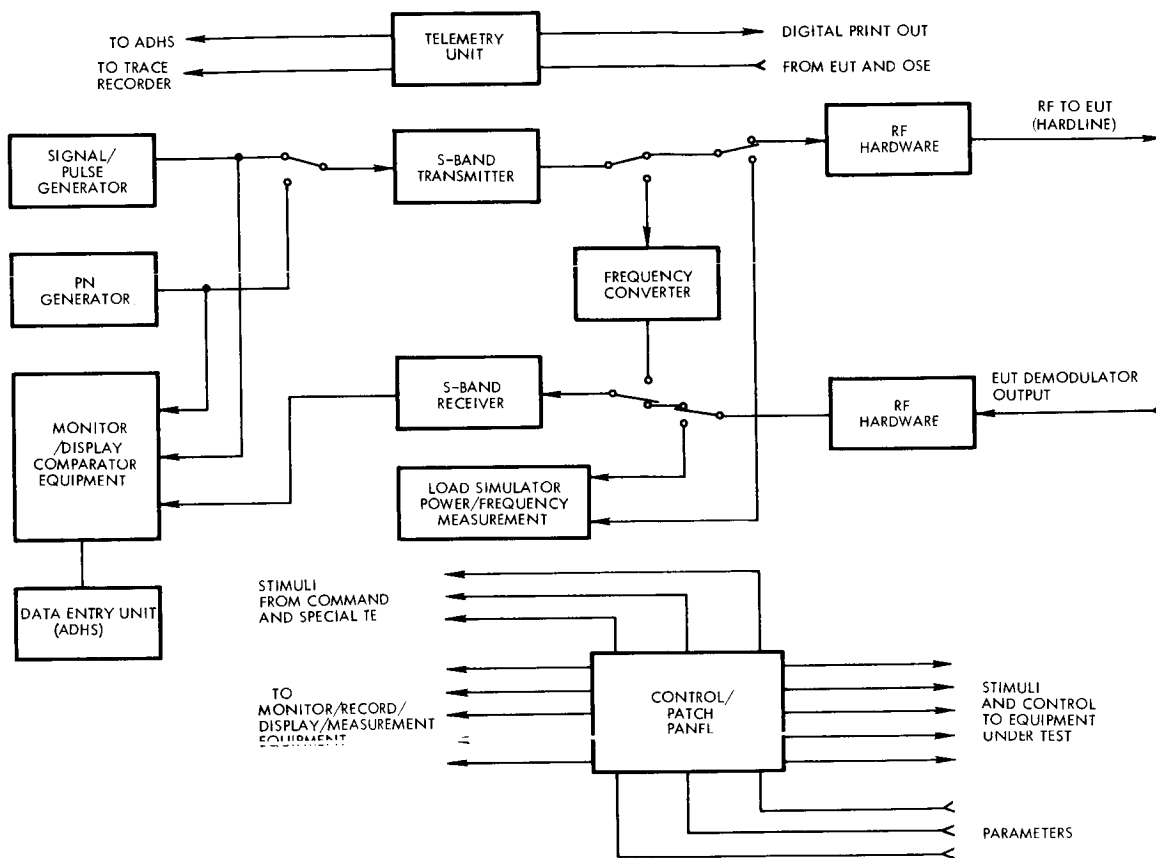 TO ADHS
TO TRACE
RECORDER
TELEMETRY
UNIT
DIGITAL PRINT OUT
FROM EUT AND OSE
SIGNAL/
PULSE
GENERATOR
S-BAND
TRANSMITTER
RF
HARDWARE
RF TO EUT
(HARDLINE)
PN
GENERATOR
FREQUENCY
CONVERTER
MONITOR
/DISPLAY
COMPARATOR
EQUIPMENT
S-BAND
RECEIVER
RF
HARDWARE
EUT DEMODULATOR
OUTPUT
LOAD SIMULATOR
POWER/FREQUENCY
MEASUREMENT
DATA ENTRY UNIT
(ADHS)
STIMULI
FROM COMMAND
AND SPECIAL TE
TO
MONITOR/RECORD/
DISPLAY/MEASUREMENT
EQUIPMENT
CONTROL/
PATCH
PANEL
STIMULI
AND CONTROL
TO EQUIPMENT
UNDER TEST
PARAMETERS